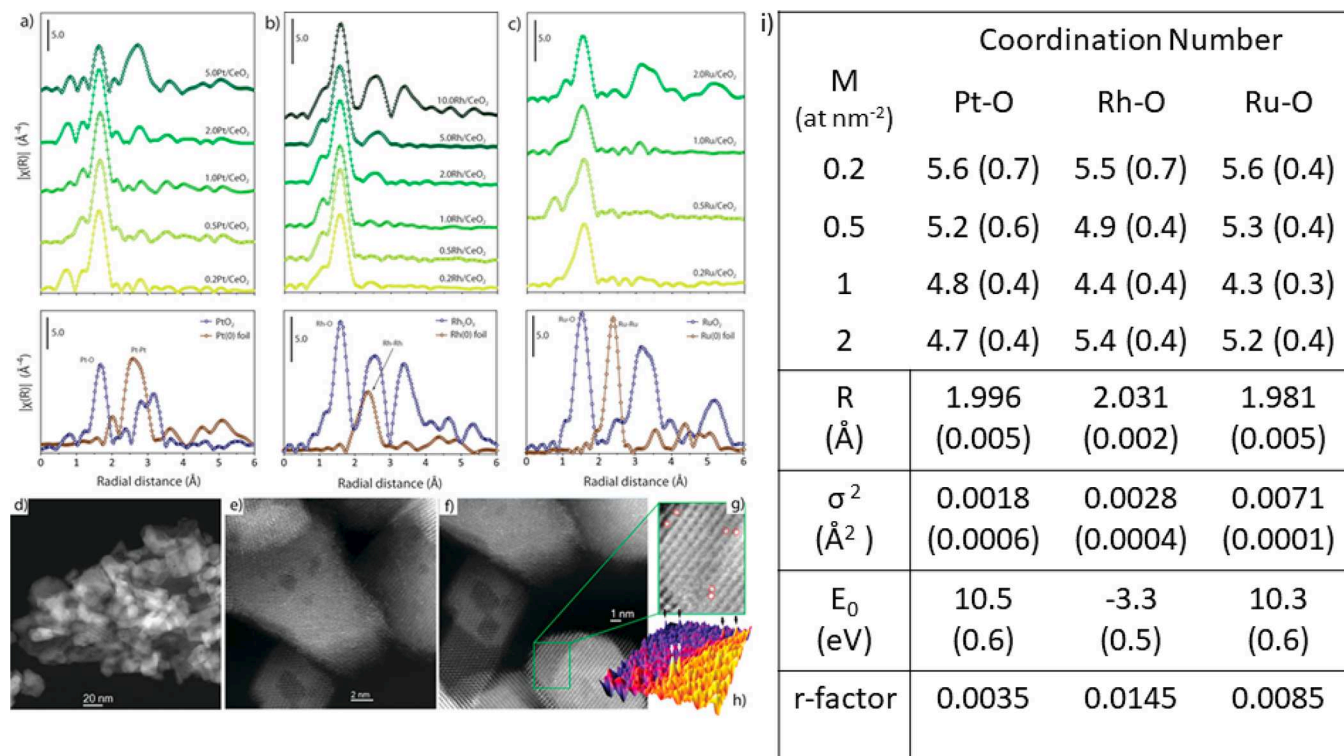 a)
5.0
5.0Pt/CeO2
2.0Pt/CeO2
1.0Pt/CeO2
0.5Pt/CeO2
0.2Pt/CeO2
|χ(R)| (Å⁻⁴)
b)
5.0
10.0Rh/CeO2
5.0Rh/CeO2
2.0Rh/CeO2
1.0Rh/CeO2
0.5Rh/CeO2
0.2Rh/CeO2
c)
5.0
2.0Ru/CeO2
1.0Ru/CeO2
0.5Ru/CeO2
0.2Ru/CeO2
5.0
PtO2
Pt(0) foil
Pt-O
Pt-Pt
|χ(R)| (Å⁻⁴)
0 1 2 3 4 5 6
Radial distance (Å)
5.0
Rh2O3
Rh(0) foil
Rh-O
Rh-Rh
0 1 2 3 4 5 6
Radial distance (Å)
5.0
RuO2
Ru(0) foil
Ru-O
Ru-Ru
0 1 2 3 4 5 6
Radial distance (Å)
d)
20 nm
e)
2 nm
f)
1 nm
g)
h)
i)
Coordination Number
M
(at nm⁻²)
Pt-O Rh-O Ru-O
0.2 5.6 (0.7) 5.5 (0.7) 5.6 (0.4)
0.5 5.2 (0.6) 4.9 (0.4) 5.3 (0.4)
1 4.8 (0.4) 4.4 (0.4) 4.3 (0.3)
2 4.7 (0.4) 5.4 (0.4) 5.2 (0.4)
R 1.996 2.031 1.981
(Å) (0.005) (0.002) (0.005)
σ² 0.0018 0.0028 0.0071
(Å²) (0.0006) (0.0004) (0.0001)
E₀ 10.5 -3.3 10.3
(eV) (0.6) (0.5) (0.6)
r-factor 0.0035 0.0145 0.0085